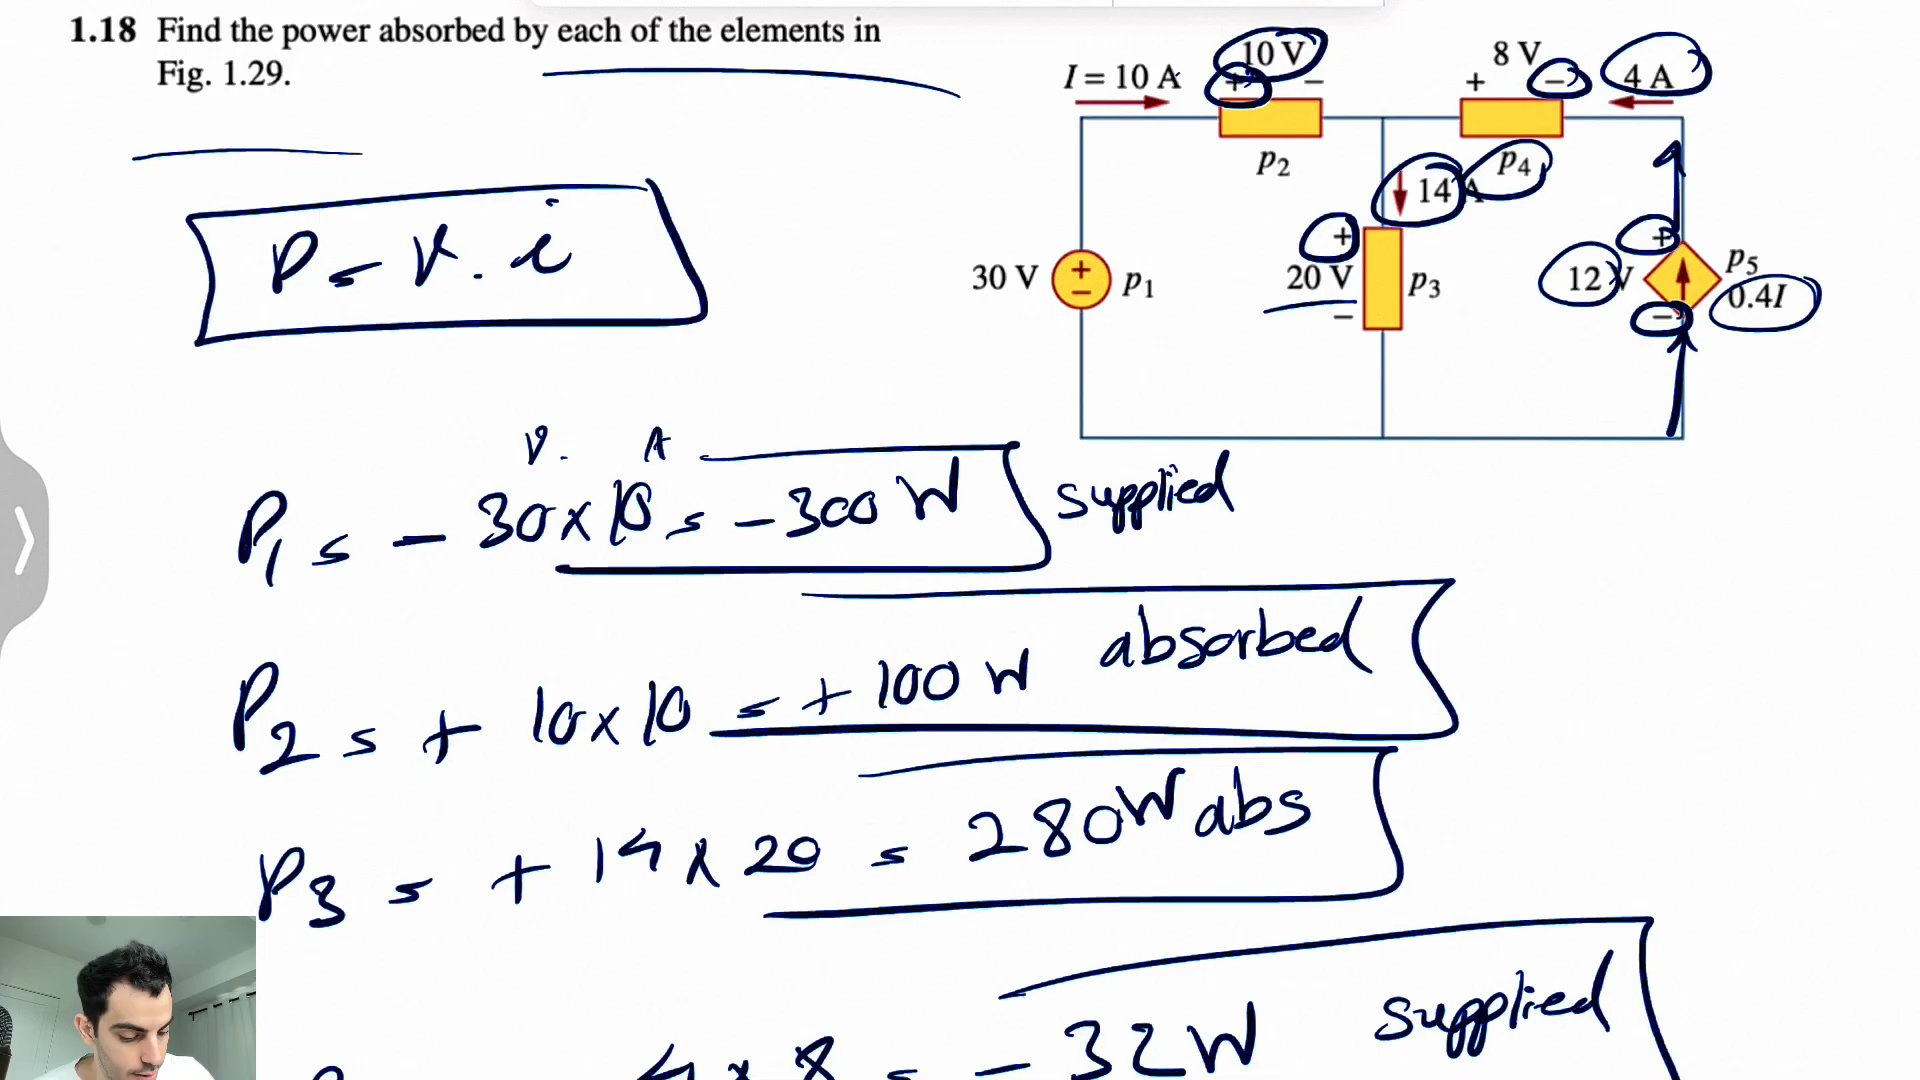 1.18 Find the power absorbed by each of the elements in
Fig. 1.29.
I = 10 A
10 V
+ −
8 V
+ −
4 A
p2
14 A
p4
30 V
+
−
p1
+
20 V
−
p3
12 V
+
−
p5
0.4I
P = V . i
V. A
P1 = − 30 × 10 = −300 W supplied
P2 = + 10 × 10 = + 100 W absorbed
P3 = + 14 × 20 = 280 W abs
4 × 8 = − 32 W supplied